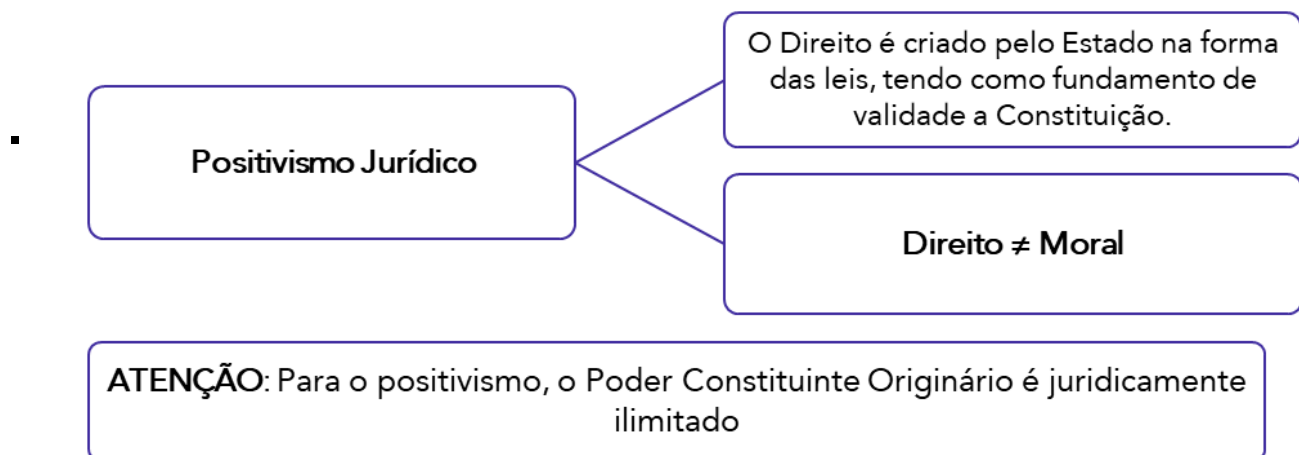 O Direito é criado pelo Estado na forma
das leis, tendo como fundamento de
validade a Constituição.
Positivismo Jurídico
Direito ≠ Moral
ATENÇÃO: Para o positivismo, o Poder Constituinte Originário é juridicamente
ilimitado